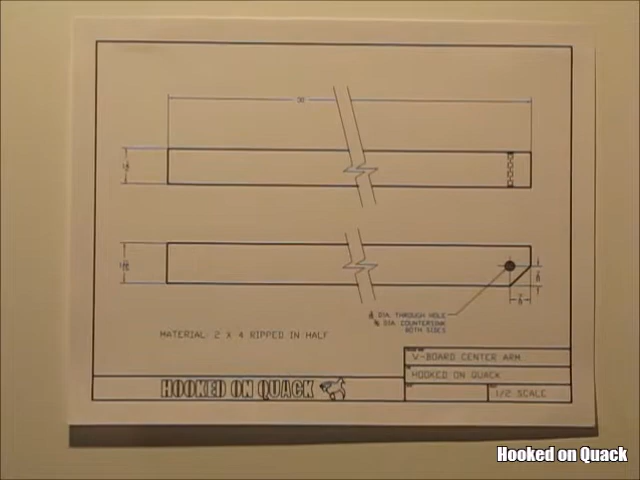 DIA. THROUGH HOLE
DIA. COUNTERSINK
BOTH SIDES
MATERIAL: 2 X 4 RIPPED IN HALF
V-BOARD CENTER ARM
HOOKED ON QUACK
HOOKED ON QUACK
1/2 SCALE
Hooked on Quack